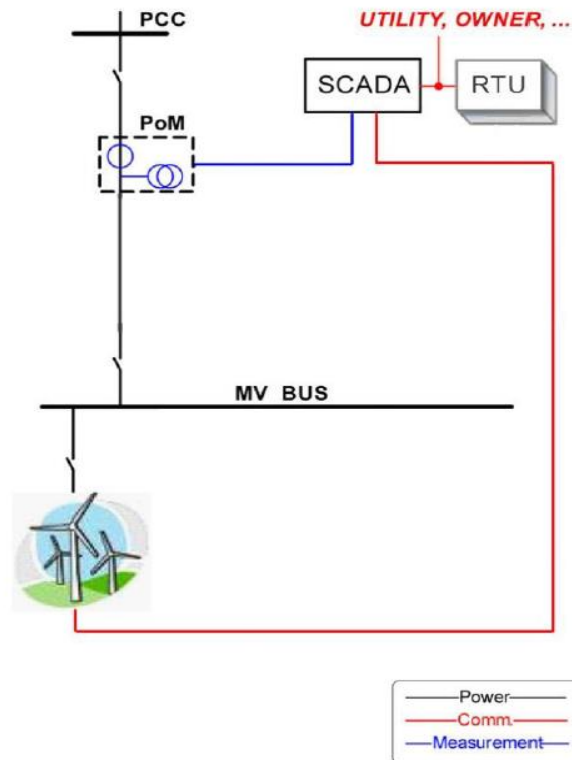 PCC
UTILITY, OWNER, ...
SCADA
RTU
PoM
MV BUS
Power
Comm.
Measurement